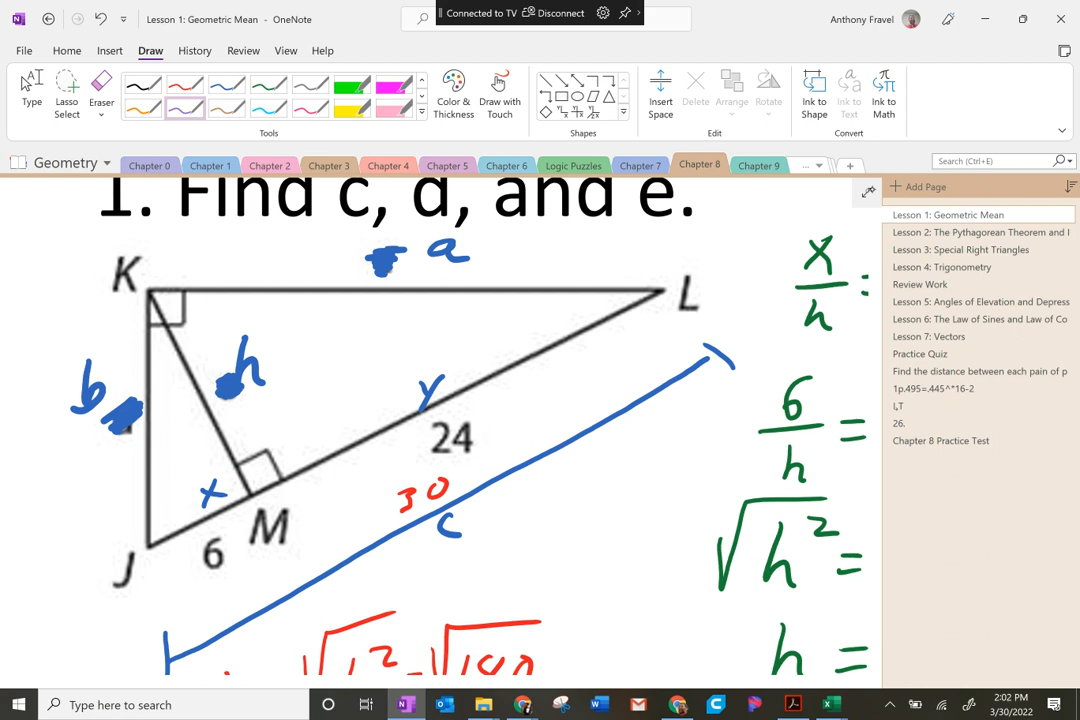 Connected to TV Disconnect
Lesson 1: Geometric Mean - OneNote
Anthony Fravel
File Home Insert Draw History Review View Help
Type
Lasso Select
Eraser
Color & Thickness
Draw with Touch
Insert Space
Delete
Arrange
Rotate
Ink to Shape
Ink to Text
Ink to Math
Tools
Shapes
Edit
Convert
Geometry
Chapter 0
Chapter 1
Chapter 2
Chapter 3
Chapter 4
Chapter 5
Chapter 6
Logic Puzzles
Chapter 7
Chapter 8
Chapter 9
...
Search (Ctrl+E)
Add Page
Lesson 1: Geometric Mean
Lesson 2: The Pythagorean Theorem and I
Lesson 3: Special Right Triangles
Lesson 4: Trigonometry
Review Work
Lesson 5: Angles of Elevation and Depress
Lesson 6: The Law of Sines and Law of Co
Lesson 7: Vectors
Practice Quiz
Find the distance between each pair of p
1p.495=.445^*16-2
I,T
26.
Chapter 8 Practice Test
1. Find c, d, and e.
a
K
L
b
h
y
24
30
c
x
M
6
J
x
h
=
6
h
=
√h² =
h =
Type here to search
2:02 PM
3/30/2022